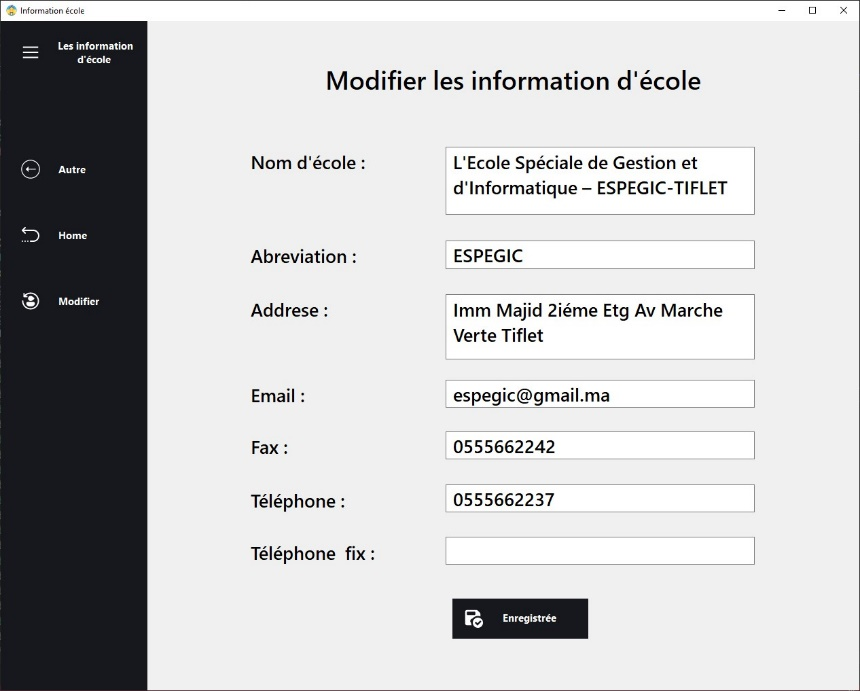 Information école
Les information
d'école
Autre
Home
Modifier
Modifier les information d'école
Nom d'école :
L'Ecole Spéciale de Gestion et
d'Informatique – ESPEGIC-TIFLET
Abreviation :
ESPEGIC
Addrese :
Imm Majid 2iéme Etg Av Marche
Verte Tiflet
Email :
espegic@gmail.ma
Fax :
0555662242
Téléphone :
0555662237
Téléphone fix :
Enregistrée